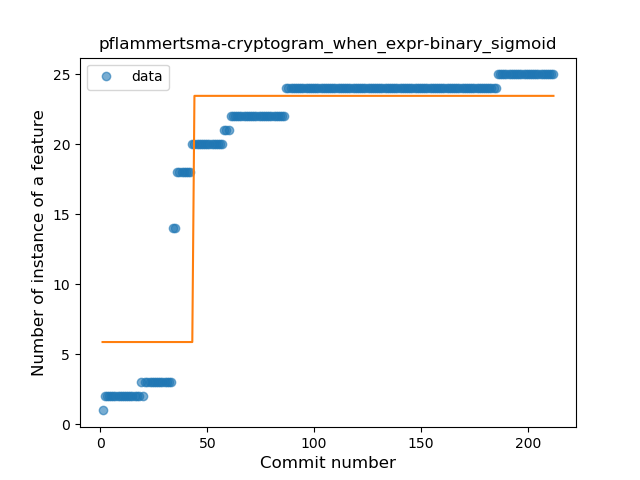 pflammertsma-cryptogram_when_expr-binary_sigmoid
data
Number of instance of a feature
25
20
15
10
5
0
0 50 100 150 200
Commit number